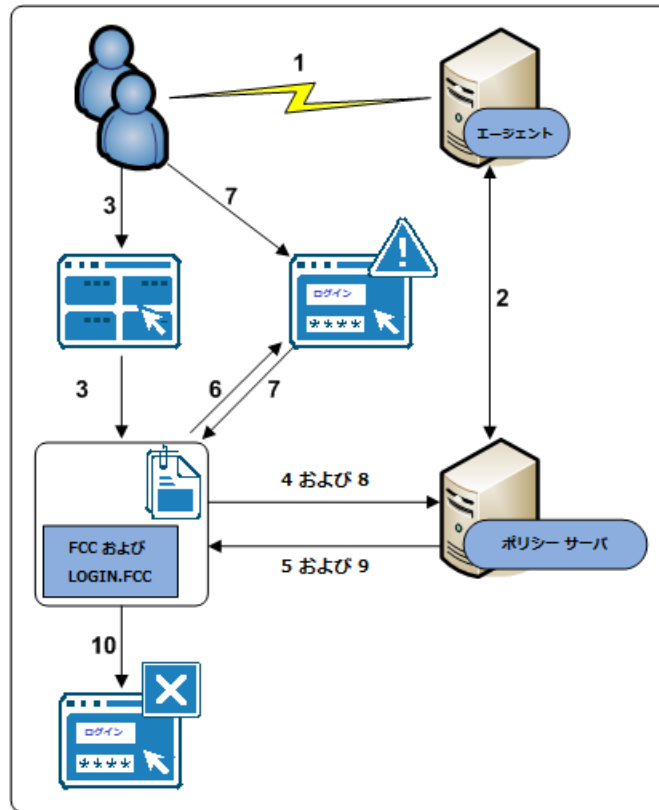 1
エージェント
3
7
2
ログイン
****
3
6
7
4 および 8
FCC および
LOGIN.FCC
ポリシー サーバ
5 および 9
10
ログイン
****